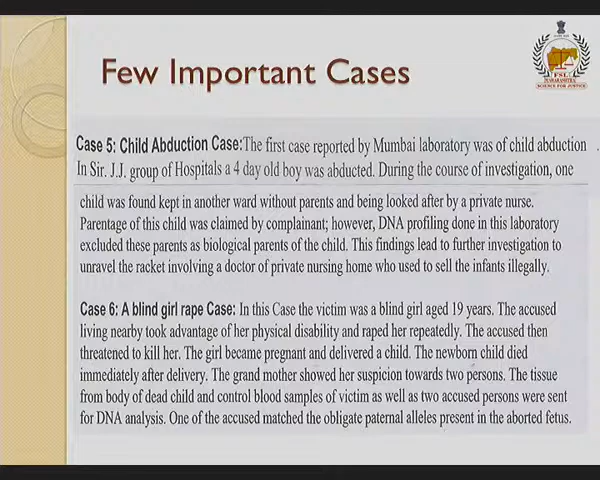 Few Important Cases
FSL
MAHARASHTRA
SCIENCE FOR JUSTICE
Case 5: Child Abduction Case:The first case reported by Mumbai laboratory was of child abduction
In Sir. J.J. group of Hospitals a 4 day old boy was abducted. During the course of investigation, one
child was found kept in another ward without parents and being looked after by a private nurse.
Parentage of this child was claimed by complainant; however, DNA profiling done in this laboratory
excluded these parents as biological parents of the child. This findings lead to further investigation to
unravel the racket involving a doctor of private nursing home who used to sell the infants illegally.
Case 6: A blind girl rape Case: In this Case the victim was a blind girl aged 19 years. The accused
living nearby took advantage of her physical disability and raped her repeatedly. The accused then
threatened to kill her. The girl became pregnant and delivered a child. The newborn child died
immediately after delivery. The grand mother showed her suspicion towards two persons. The tissue
from body of dead child and control blood samples of victim as well as two accused persons were sent
for DNA analysis. One of the accused matched the obligate paternal alleles present in the aborted fetus.